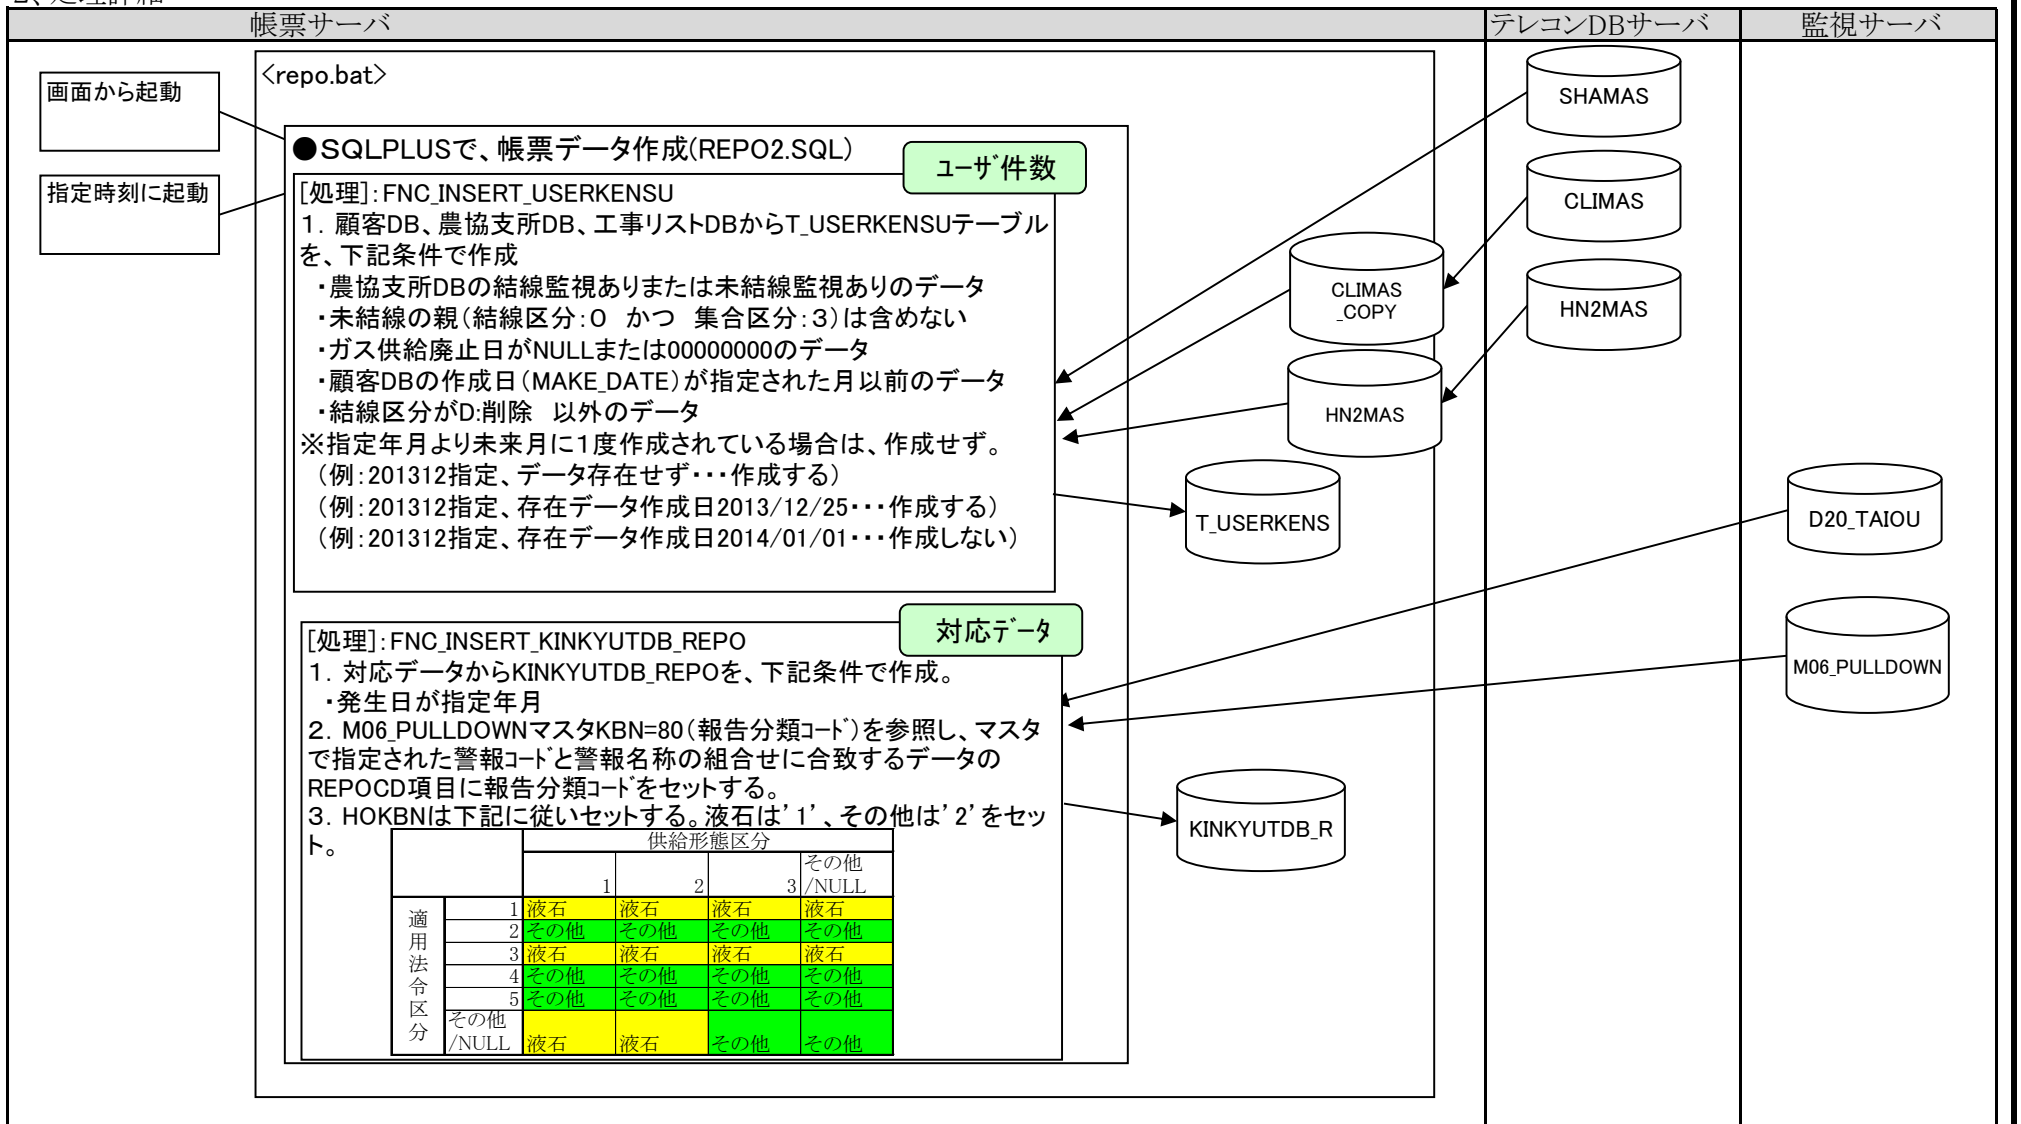 2、処理詳細
帳票サーバ
テレコンDBサーバ
監視サーバ
画面から起動
指定時刻に起動
<repo.bat>
●SQLPLUSで、帳票データ作成(REPO2.SQL)
ﾕｰｻﾞ件数
[処理]：FNC_INSERT_USERKENSU
１．顧客DB、農協支所DB、工事リストDBからT_USERKENSUテーブル
を、下記条件で作成
・農協支所DBの結線監視ありまたは未結線監視ありのデータ
・未結線の親（結線区分：０　かつ　集合区分：３）は含めない
・ガス供給廃止日がNULLまたは00000000のデータ
・顧客DBの作成日（MAKE_DATE）が指定された月以前のデータ
・結線区分がD:削除　以外のデータ
※指定年月より未来月に１度作成されている場合は、作成せず。
（例：201312指定、データ存在せず・・・作成する）
（例：201312指定、存在データ作成日2013/12/25・・・作成する）
（例：201312指定、存在データ作成日2014/01/01・・・作成しない）
対応ﾃﾞｰﾀ
[処理]：FNC_INSERT_KINKYUTDB_REPO
１．対応データからKINKYUTDB_REPOを、下記条件で作成。
・発生日が指定年月
２．M06_PULLDOWNマスタKBN=80（報告分類ｺｰﾄﾞ）を参照し、マスタ
で指定された警報ｺｰﾄﾞと警報名称の組合せに合致するデータの
REPOCD項目に報告分類ｺｰﾄﾞをセットする。
３．HOKBNは下記に従いセットする。液石は’1’、その他は’2’をセッ
ト。
供給形態区分
1 2 3 その他
/NULL
適用法令区分
1 液石 液石 液石 液石
2 その他 その他 その他 その他
3 液石 液石 液石 液石
4 その他 その他 その他 その他
5 その他 その他 その他 その他
その他
/NULL 液石 液石 その他 その他
SHAMAS
CLIMAS
HN2MAS
CLIMAS
_COPY
HN2MAS
T_USERKENS
D20_TAIOU
M06_PULLDOWN
KINKYUTDB_R